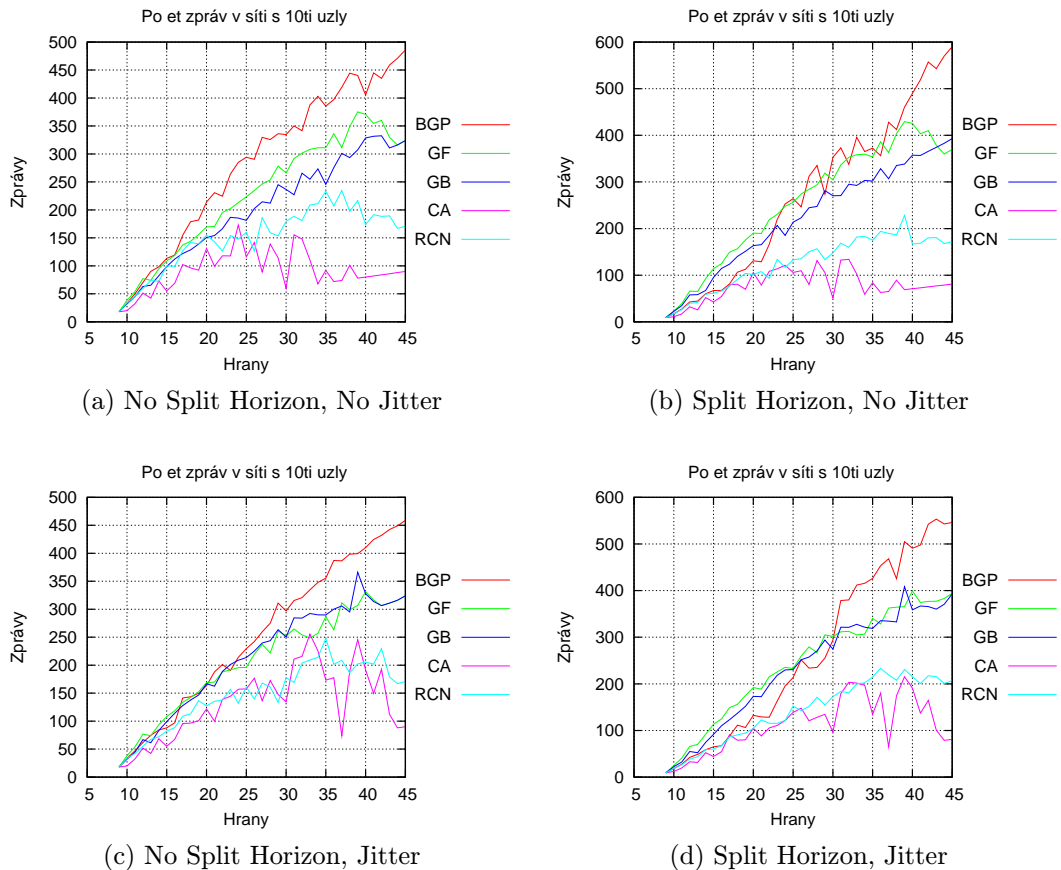 Po et zpráv v síti s 10ti uzly
500
450
400
350
300
250
200
150
100
50
0
5 10 15 20 25 30 35 40 45
Zprávy
Hrany
BGP
GF
GB
CA
RCN
(a) No Split Horizon, No Jitter
Po et zpráv v síti s 10ti uzly
600
500
400
300
200
100
0
5 10 15 20 25 30 35 40 45
Zprávy
Hrany
BGP
GF
GB
CA
RCN
(b) Split Horizon, No Jitter
Po et zpráv v síti s 10ti uzly
500
450
400
350
300
250
200
150
100
50
0
5 10 15 20 25 30 35 40 45
Zprávy
Hrany
BGP
GF
GB
CA
RCN
(c) No Split Horizon, Jitter
Po et zpráv v síti s 10ti uzly
600
500
400
300
200
100
0
5 10 15 20 25 30 35 40 45
Zprávy
Hrany
BGP
GF
GB
CA
RCN
(d) Split Horizon, Jitter